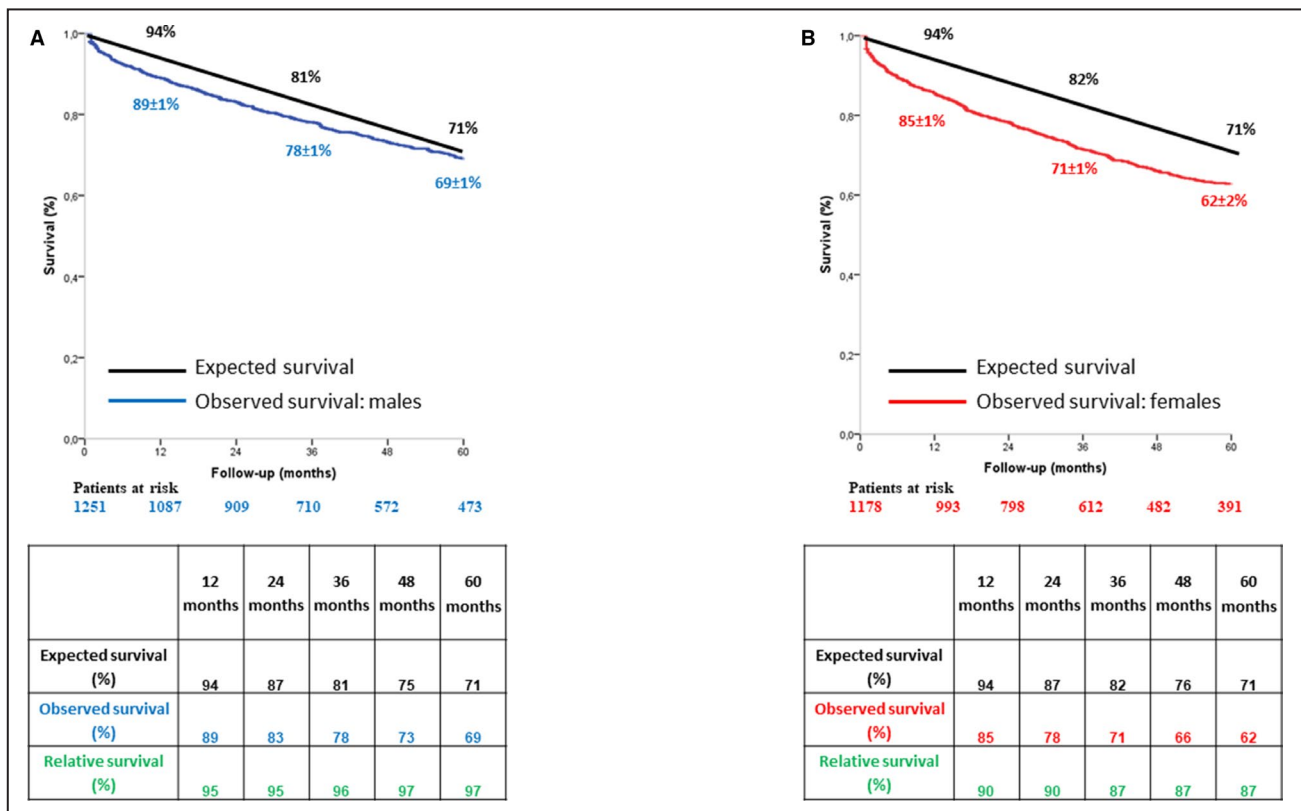 A
94%
1,0
81%
0,8
89±1%
71%
78±1%
0,6
69±1%
Survival (%)
0,4
0,2
Expected survival
Observed survival: males
0,0
0 12 24 36 48 60
Follow-up (months)
Patients at risk
1251 1087 909 710 572 473
12 months 24 months 36 months 48 months 60 months
Expected survival (%) 94 87 81 75 71
Observed survival (%) 89 83 78 73 69
Relative survival (%) 95 95 96 97 97
B
94%
1,0
82%
0,8
85±1%
71%
71±1%
0,6
62±2%
Survival (%)
0,4
0,2
Expected survival
Observed survival: females
0,0
0 12 24 36 48 60
Follow-up (months)
Patients at risk
1178 993 798 612 482 391
12 months 24 months 36 months 48 months 60 months
Expected survival (%) 94 87 82 76 71
Observed survival (%) 85 78 71 66 62
Relative survival (%) 90 90 87 87 87